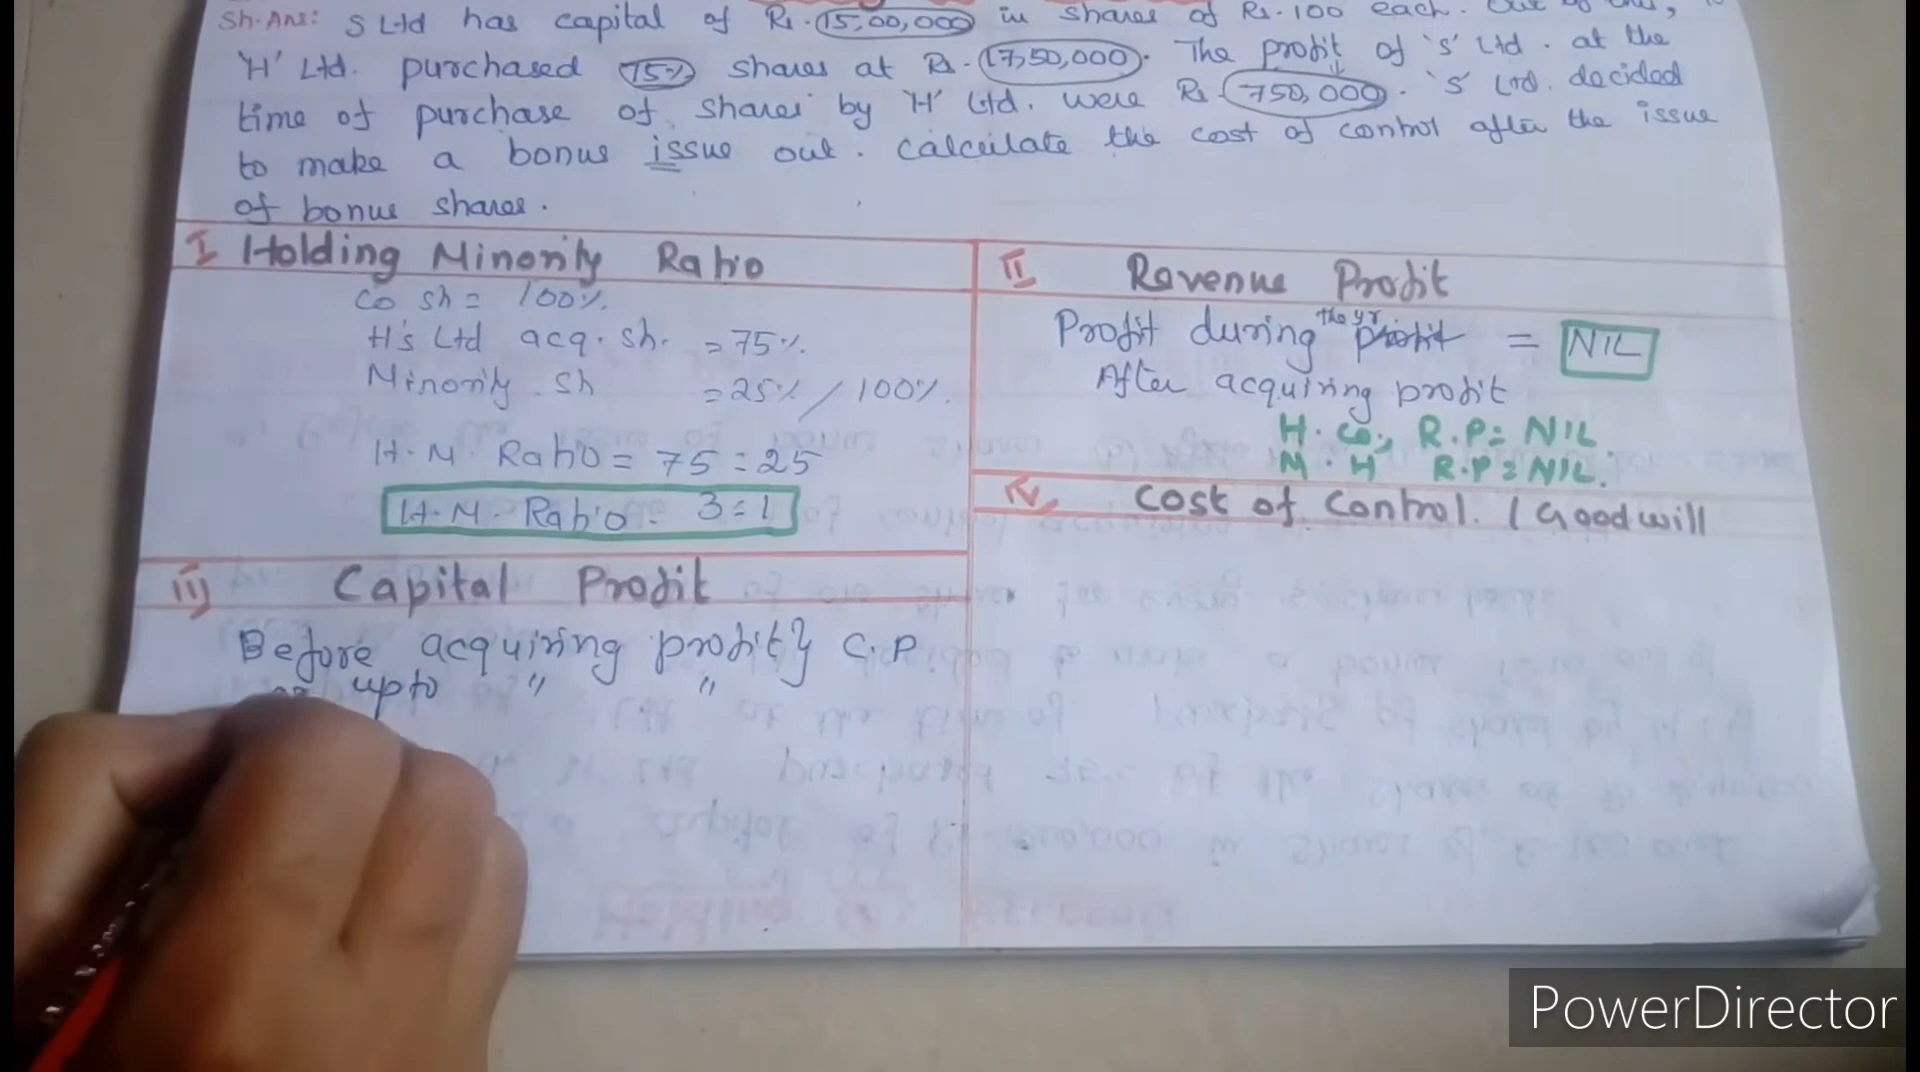 Sh. Ans: S Ltd has capital of Rs. 15,00,000 in shares of Rs. 100 each. Out of this,
'H' Ltd. purchased 75% shares at Rs. 17,50,000. The profit of 'S' Ltd. at the
time of purchase of shares by 'H' Ltd. were Rs. 750,000. 'S' Ltd. decided
to make a bonus issue out. Calculate the cost of control after the issue
of bonus shares.
I Holding Minority Ratio
Co sh = 100%.
H's Ltd acq. sh. = 75%.
Minority. sh = 25% / 100%.
H. M. Ratio = 75 : 25
H. M. Ratio = 3 : 1
II Revenue Profit
Profit during the yr profit = NIL
After acquiring profit
H. Co., R.P = NIL.
M. H R.P = NIL.
III Capital Profit
Before acquiring profit} C.P
upto " "
IV Cost of Control. / Goodwill
PowerDirector